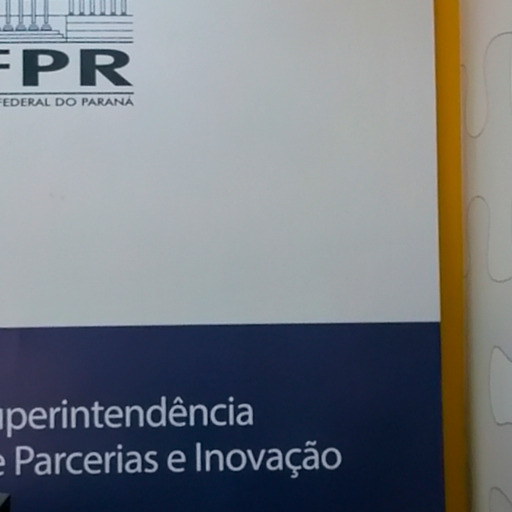 FPR
FEDERAL DO PARANÁ
uperintendência
e Parcerias e Inovação